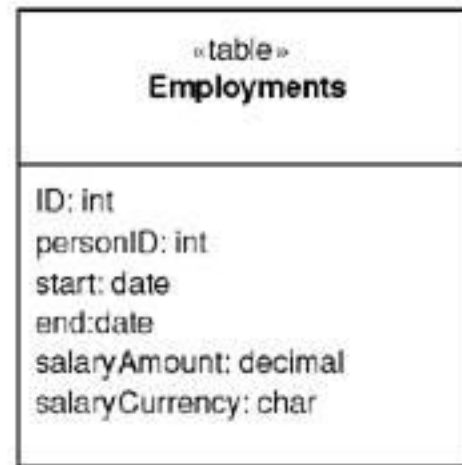 «table»
Employments
ID: int
personID: int
start: date
end:date
salaryAmount: decimal
salaryCurrency: char